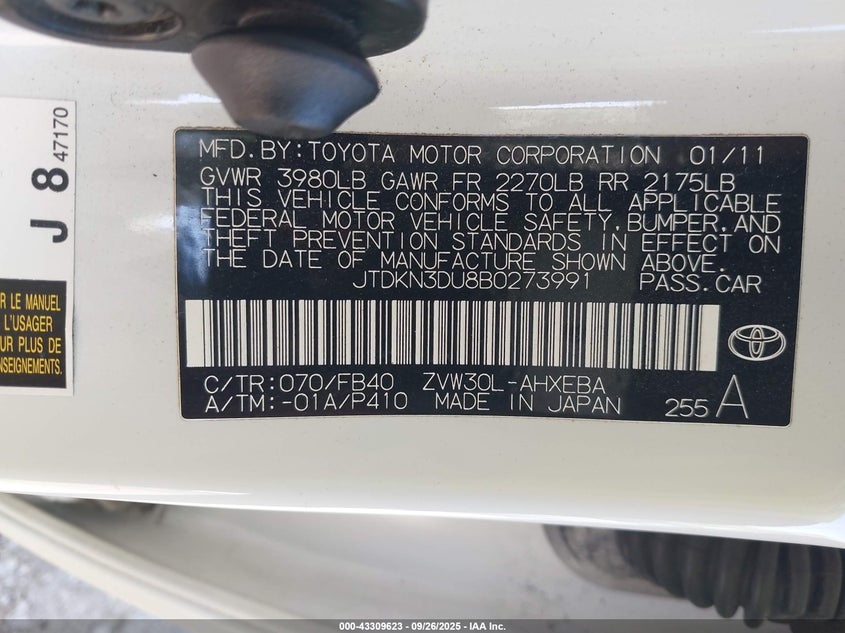 J 8 47170
R LE MANUEL
L'USAGER
UR PLUS DE
NSEIGNEMENTS.
MFD.BY:TOYOTA MOTOR CORPORATION 01/11
GVWR 3980LB GAWR FR 2270LB RR 2175LB
THIS VEHICLE CONFORMS TO ALL APPLICABLE
FEDERAL MOTOR VEHICLE SAFETY,BUMPER,AND
THEFT PREVENTION STANDARDS IN EFFECT ON
THE DATE OF MANUFACTURE SHOWN ABOVE.
JTDKN3DU8B0273991 PASS.CAR
C/TR:070/FB40 ZVW30L-AHXEBA
A/TM:-01A/P410 MADE IN JAPAN 255 A
000-43309623 - 09/26/2025 - IAA Inc.